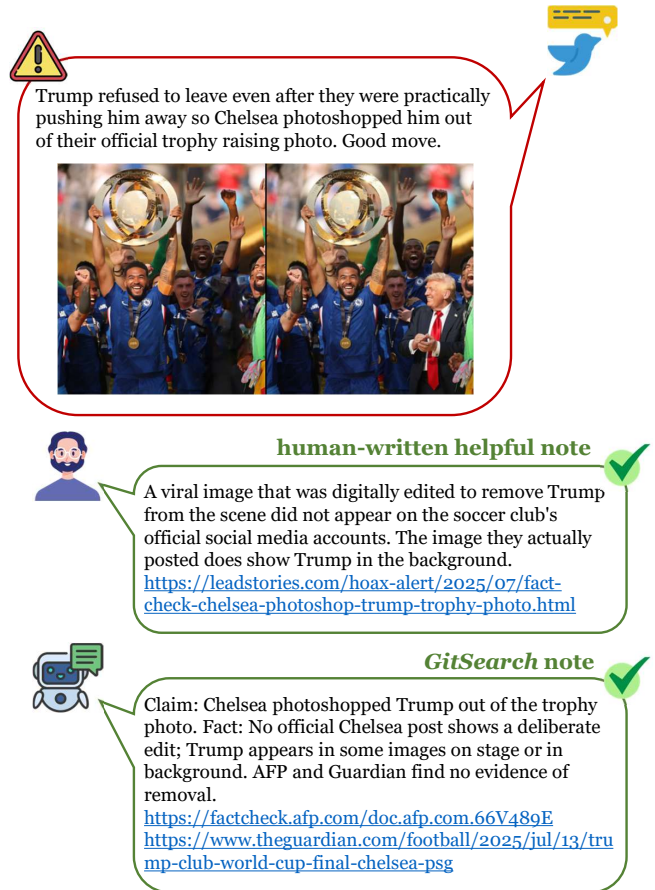 Trump refused to leave even after they were practically
pushing him away so Chelsea photoshopped him out
of their official trophy raising photo. Good move.
human-written helpful note
A viral image that was digitally edited to remove Trump
from the scene did not appear on the soccer club's
official social media accounts. The image they actually
posted does show Trump in the background.
https://leadstories.com/hoax-alert/2025/07/fact-
check-chelsea-photoshop-trump-trophy-photo.html
GitSearch note
Claim: Chelsea photoshopped Trump out of the trophy
photo. Fact: No official Chelsea post shows a deliberate
edit; Trump appears in some images on stage or in
background. AFP and Guardian find no evidence of
removal.
https://factcheck.afp.com/doc.afp.com.66V489E
https://www.theguardian.com/football/2025/jul/13/tru
mp-club-world-cup-final-chelsea-psg